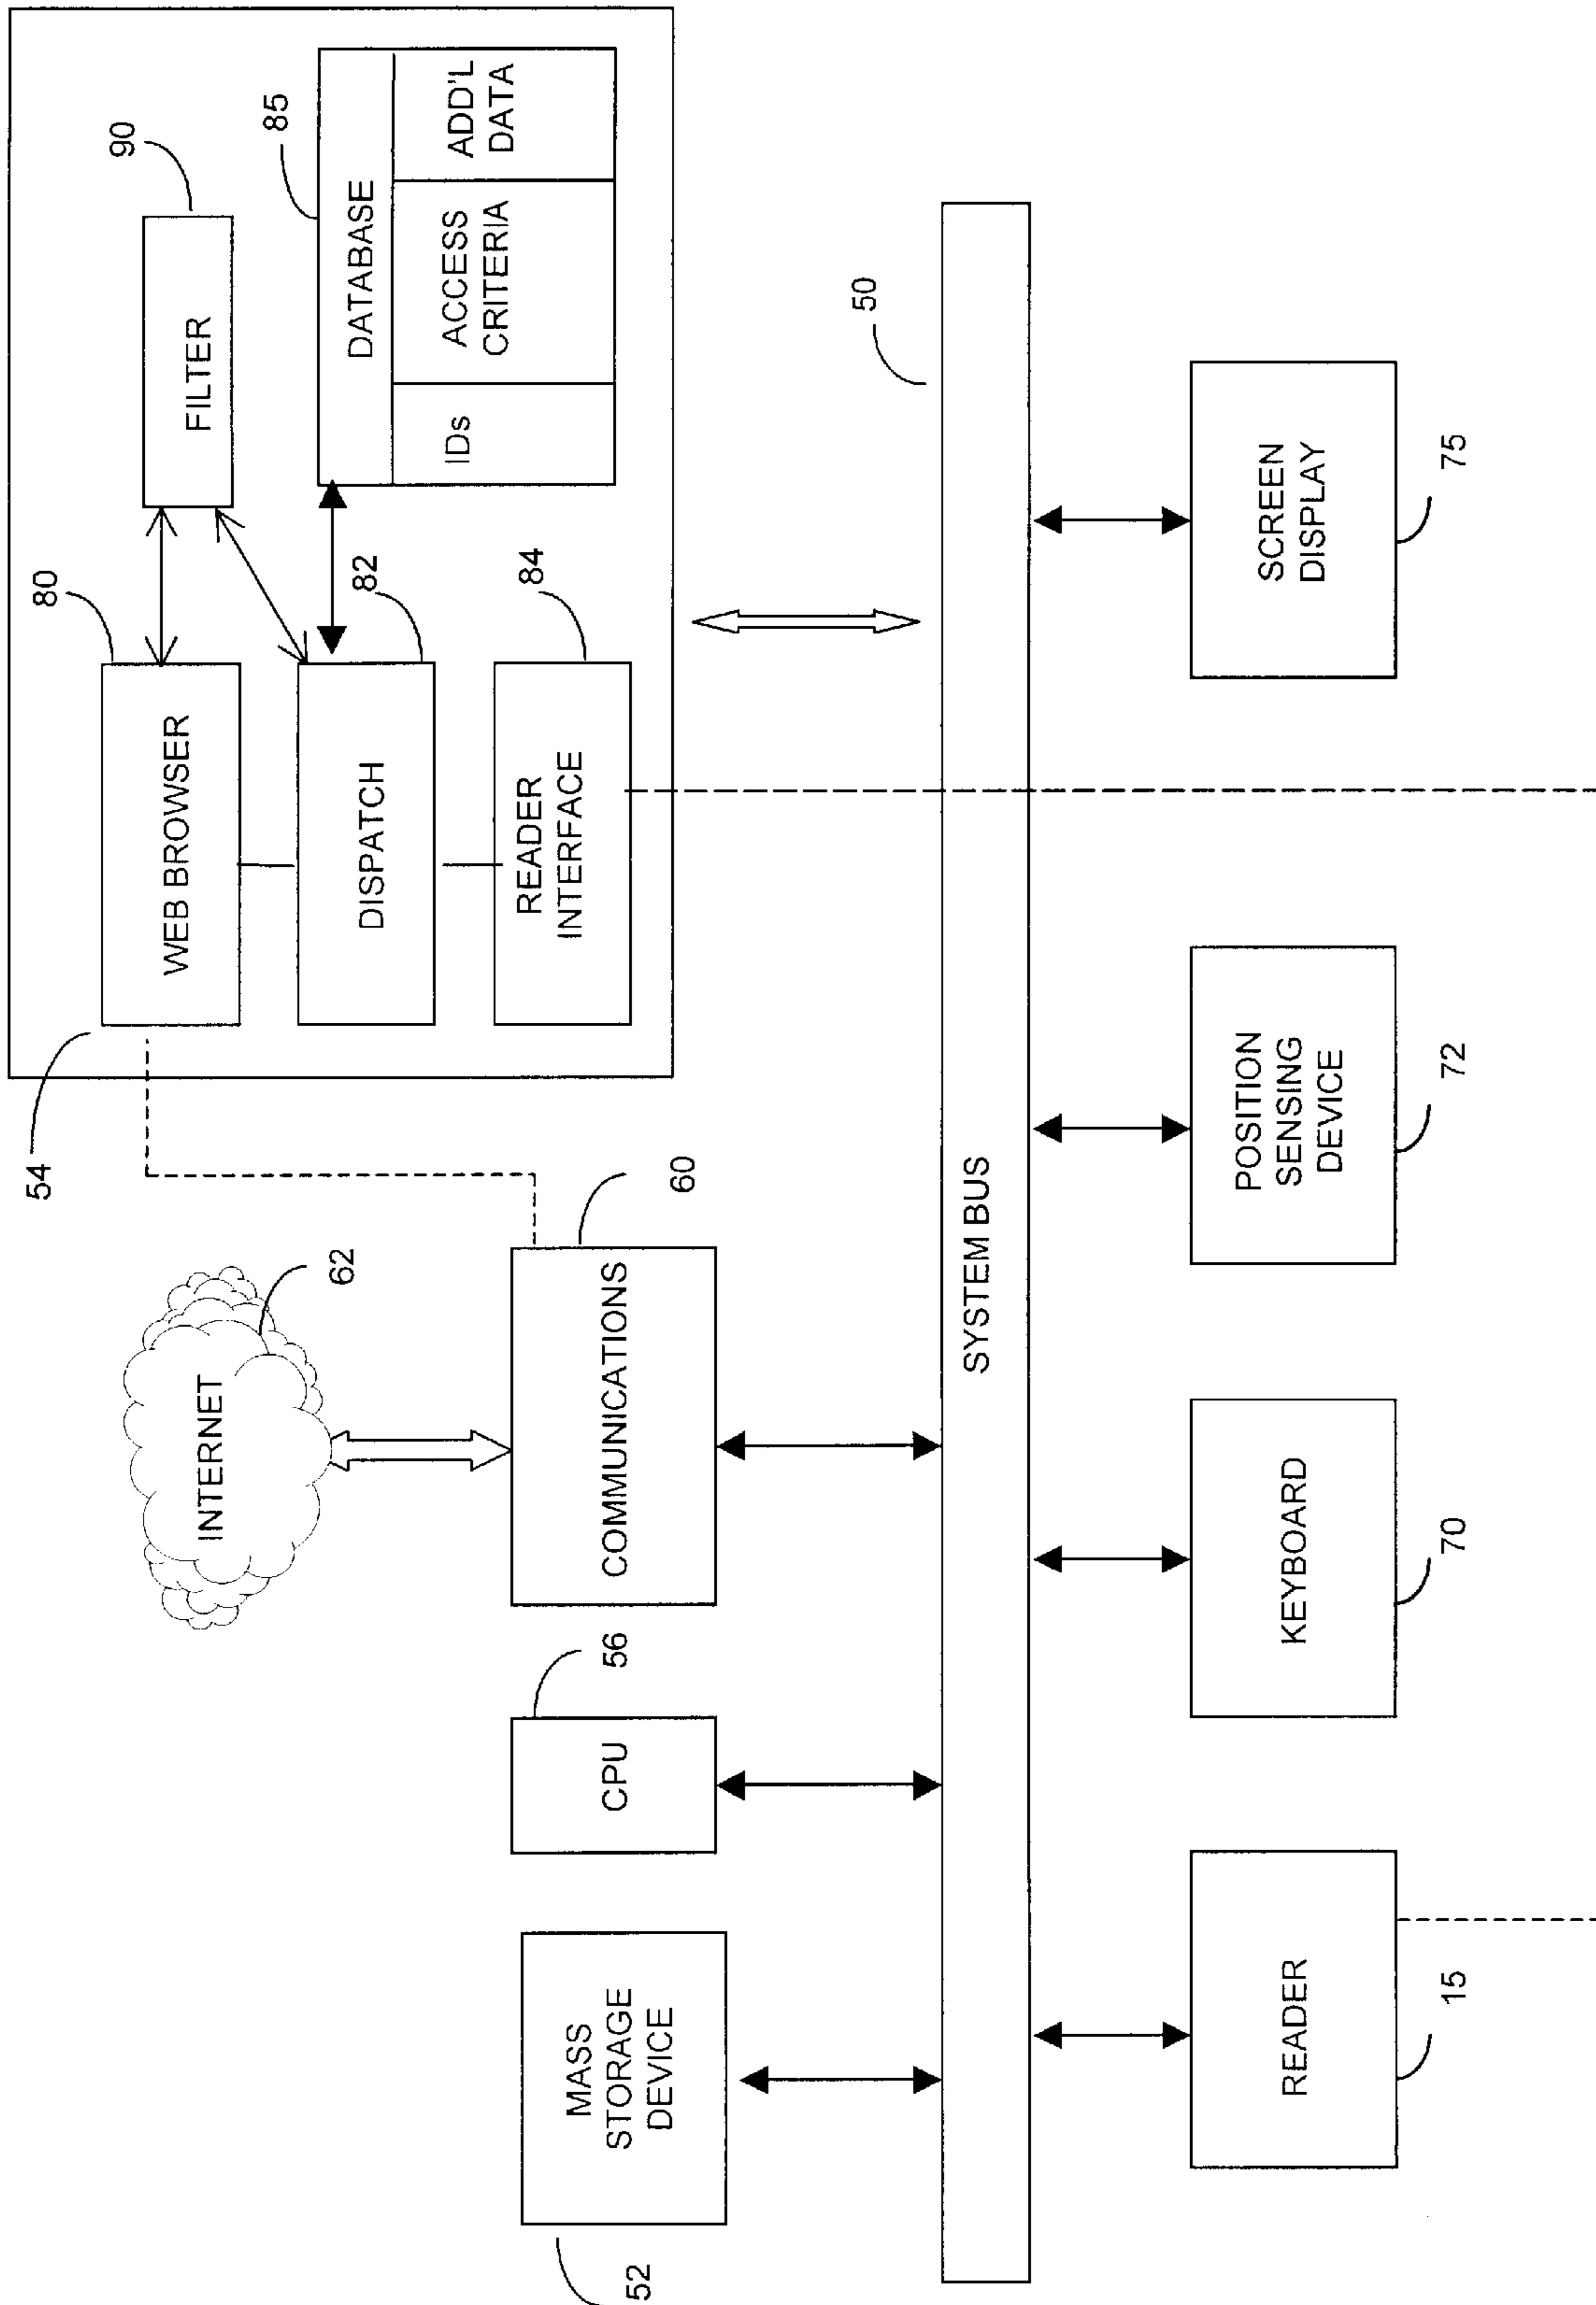 54
80
WEB BROWSER
90
FILTER
82
DISPATCH
85
DATABASE
IDs
ACCESS
CRITERIA
ADD'L
DATA
84
READER
INTERFACE
INTERNET
62
52
MASS
STORAGE
DEVICE
56
CPU
60
COMMUNICATIONS
50
SYSTEM BUS
READER
15
KEYBOARD
70
POSITION
SENSING
DEVICE
72
SCREEN
DISPLAY
75